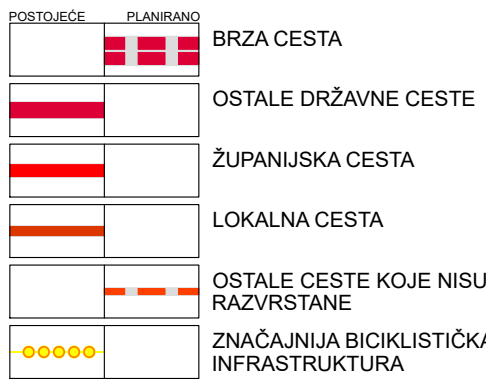 POSTOJEĆE PLANIRANO
BRZA CESTA
OSTALE DRŽAVNE CESTE
ŽUPANIJSKA CESTA
LOKALNA CESTA
OSTALE CESTE KOJE NISU
RAZVRSTANE
ZNAČAJNIJA BICIKLISTIČKA
INFRASTRUKTURA